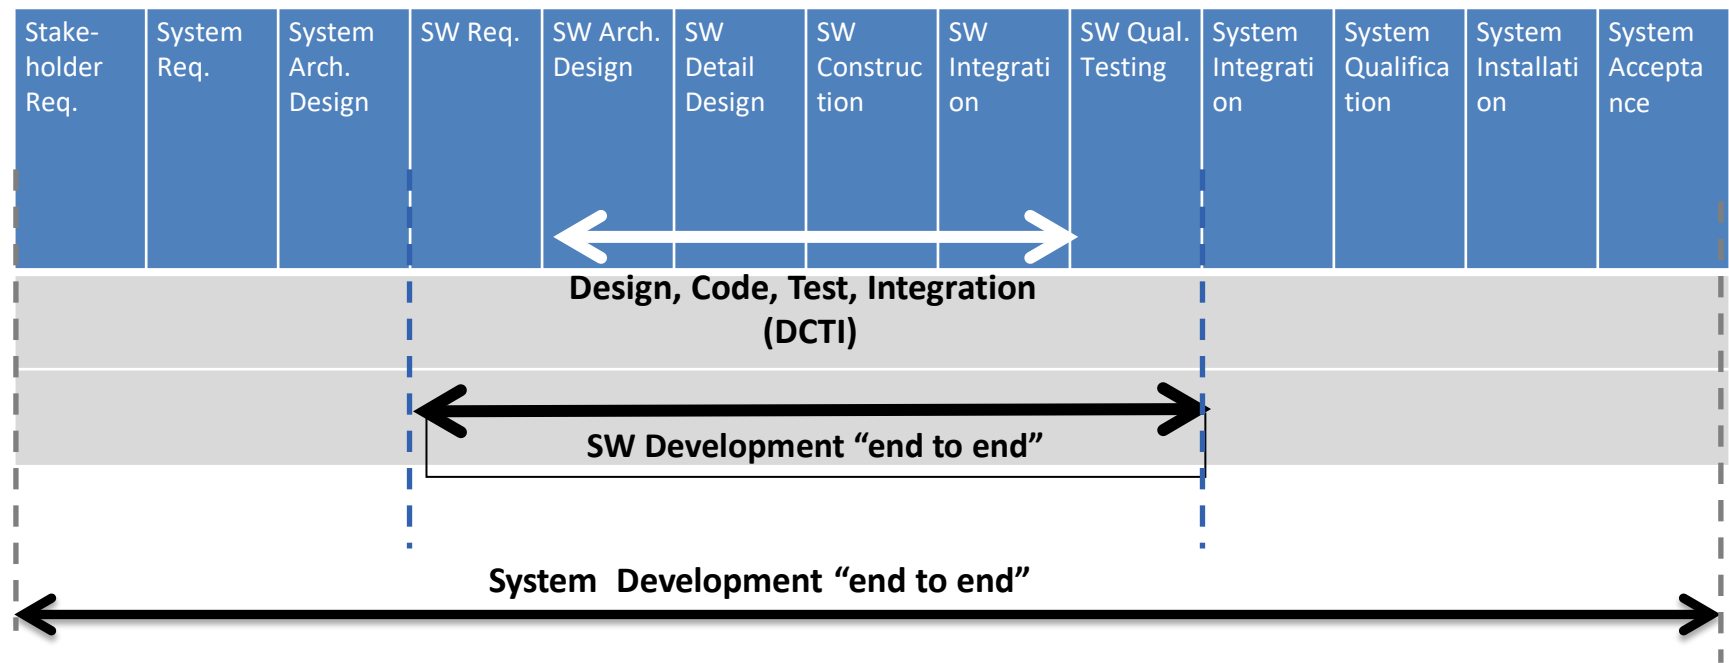 Stake-
holder
Req.
System
Req.
System
Arch.
Design
SW Req.
SW Arch.
Design
SW
Detail
Design
SW
Construc
tion
SW
Integrati
on
SW Qual.
Testing
System
Integrati
on
System
Qualifica
tion
System
Installati
on
System
Accepta
nce
Design, Code, Test, Integration
(DCTI)
SW Development “end to end”
System Development “end to end”